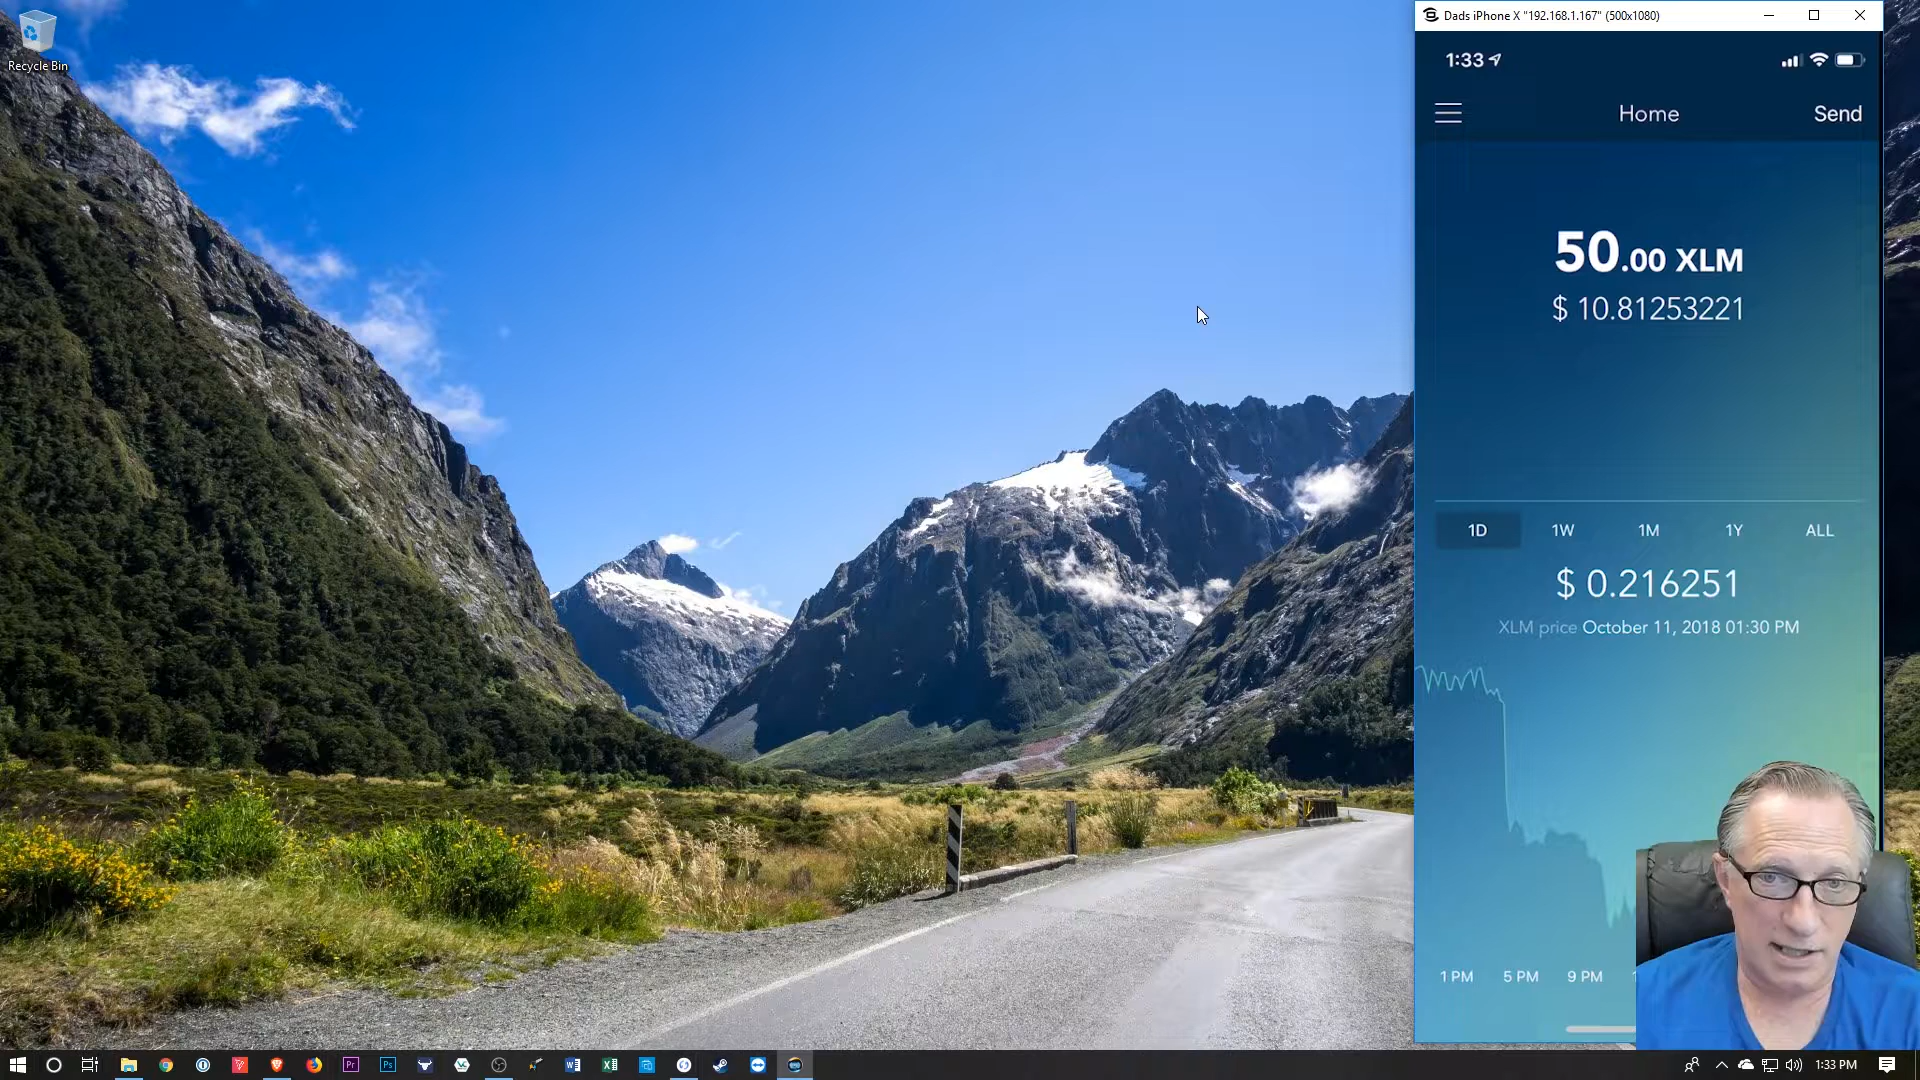 Recycle Bin
Dads iPhone X "192.168.1.167" (500x1080)
1:33
Home
Send
50.00 XLM
$ 10.81253221
1D 1W 1M 1Y ALL
$ 0.216251
XLM price October 11, 2018 01:30 PM
1 PM 5 PM 9 PM
1:33 PM